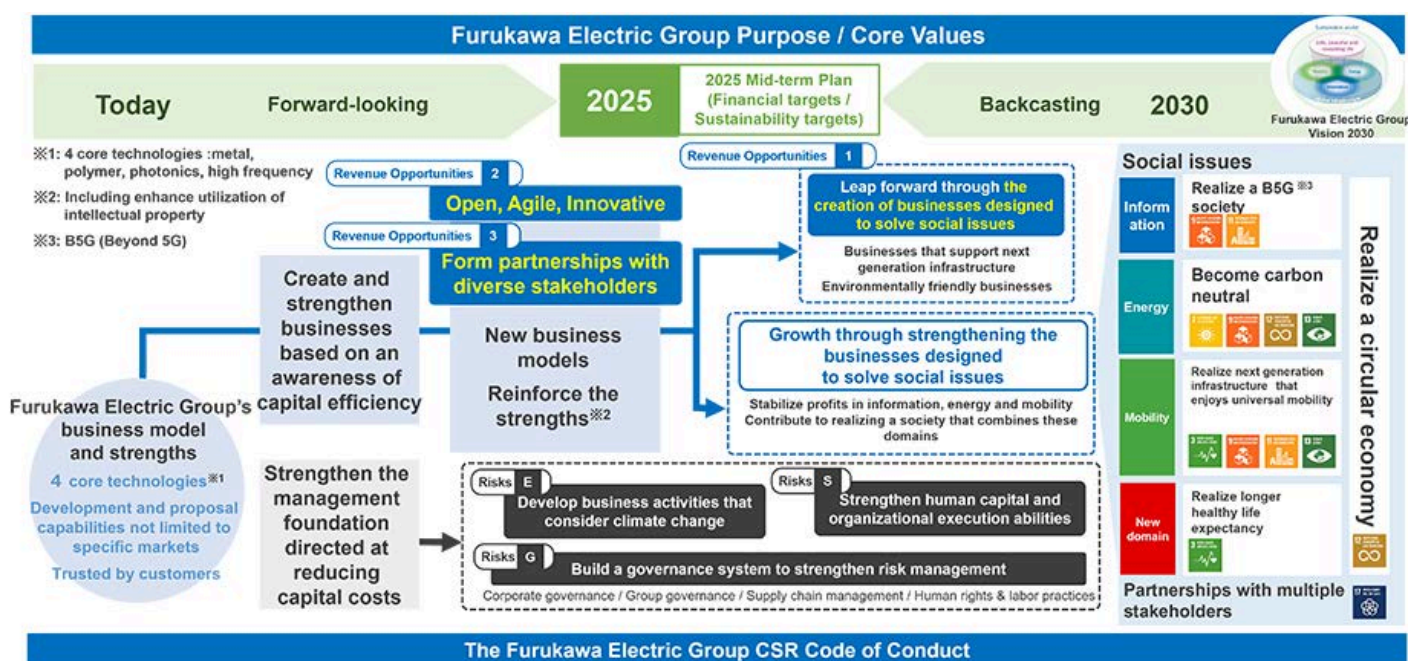 Furukawa Electric Group Purpose / Core Values
Today
Forward-looking
2025
2025 Mid-term Plan
(Financial targets /
Sustainability targets)
Backcasting
2030
Furukawa Electric Group
Vision 2030
※1: 4 core technologies :metal,
polymer, photonics, high frequency
※2: Including enhance utilization of
intellectual property
※3: B5G (Beyond 5G)
Revenue Opportunities 2
Open, Agile, Innovative
Revenue Opportunities 3
Form partnerships with
diverse stakeholders
Revenue Opportunities 1
Leap forward through the
creation of businesses designed
to solve social issues
Businesses that support next
generation infrastructure
Environmentally friendly businesses
Create and
strengthen
businesses
based on an
awareness of
capital efficiency
New business
models
Reinforce the
strengths※2
Growth through strengthening the
businesses designed
to solve social issues
Stabilize profits in information, energy and mobility
Contribute to realizing a society that combines these
domains
Furukawa Electric Group's
business model
and strengths
4 core technologies※1
Development and proposal
capabilities not limited to
specific markets
Trusted by customers
Strengthen the
management
foundation
directed at
reducing
capital costs
Risks E
Develop business activities that
consider climate change
Risks S
Strengthen human capital and
organizational execution abilities
Risks G
Build a governance system to strengthen risk management
Corporate governance / Group governance / Supply chain management / Human rights & labor practices
Social issues
Inform
ation
Realize a B5G ※3
society
Energy
Become carbon
neutral
Mobility
Realize next generation
infrastructure that
enjoys universal mobility
New
domain
Realize longer
healthy life
expectancy
Realize a circular economy
Partnerships with multiple
stakeholders
The Furukawa Electric Group CSR Code of Conduct